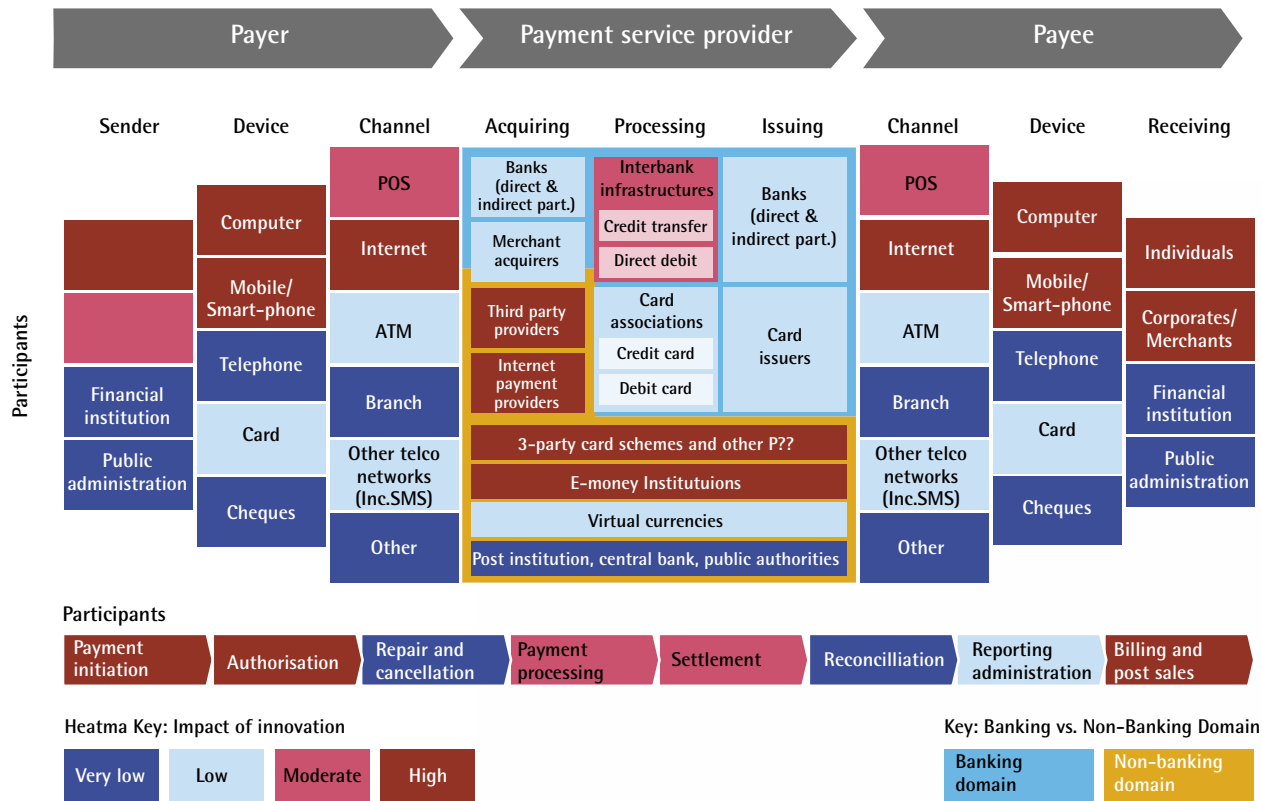 Payer
Payment service provider
Payee
Sender
Device
Channel
Acquiring
Processing
Issuing
Channel
Device
Receiving
Participants
Financial
institution
Public
administration
Computer
Mobile/
Smart-phone
Telephone
Card
Cheques
POS
Internet
ATM
Branch
Other telco
networks
(Inc.SMS)
Other
Banks
(direct &
indirect part.)
Merchant
acquirers
Third party
providers
Internet
payment
providers
Interbank
infrastructures
Credit transfer
Direct debit
Card
associations
Credit card
Debit card
Banks
(direct &
indirect part.)
Card
issuers
3-party card schemes and other P??
E-money Institutuions
Virtual currencies
Post institution, central bank, public authorities
POS
Internet
ATM
Branch
Other telco
networks
(Inc.SMS)
Other
Computer
Mobile/
Smart-phone
Telephone
Card
Cheques
Individuals
Corporates/
Merchants
Financial
institution
Public
administration
Participants
Payment
initiation
Authorisation
Repair and
cancellation
Payment
processing
Settlement
Reconcilliation
Reporting
administration
Billing and
post sales
Heatma Key: Impact of innovation
Very low
Low
Moderate
High
Key: Banking vs. Non-Banking Domain
Banking
domain
Non-banking
domain